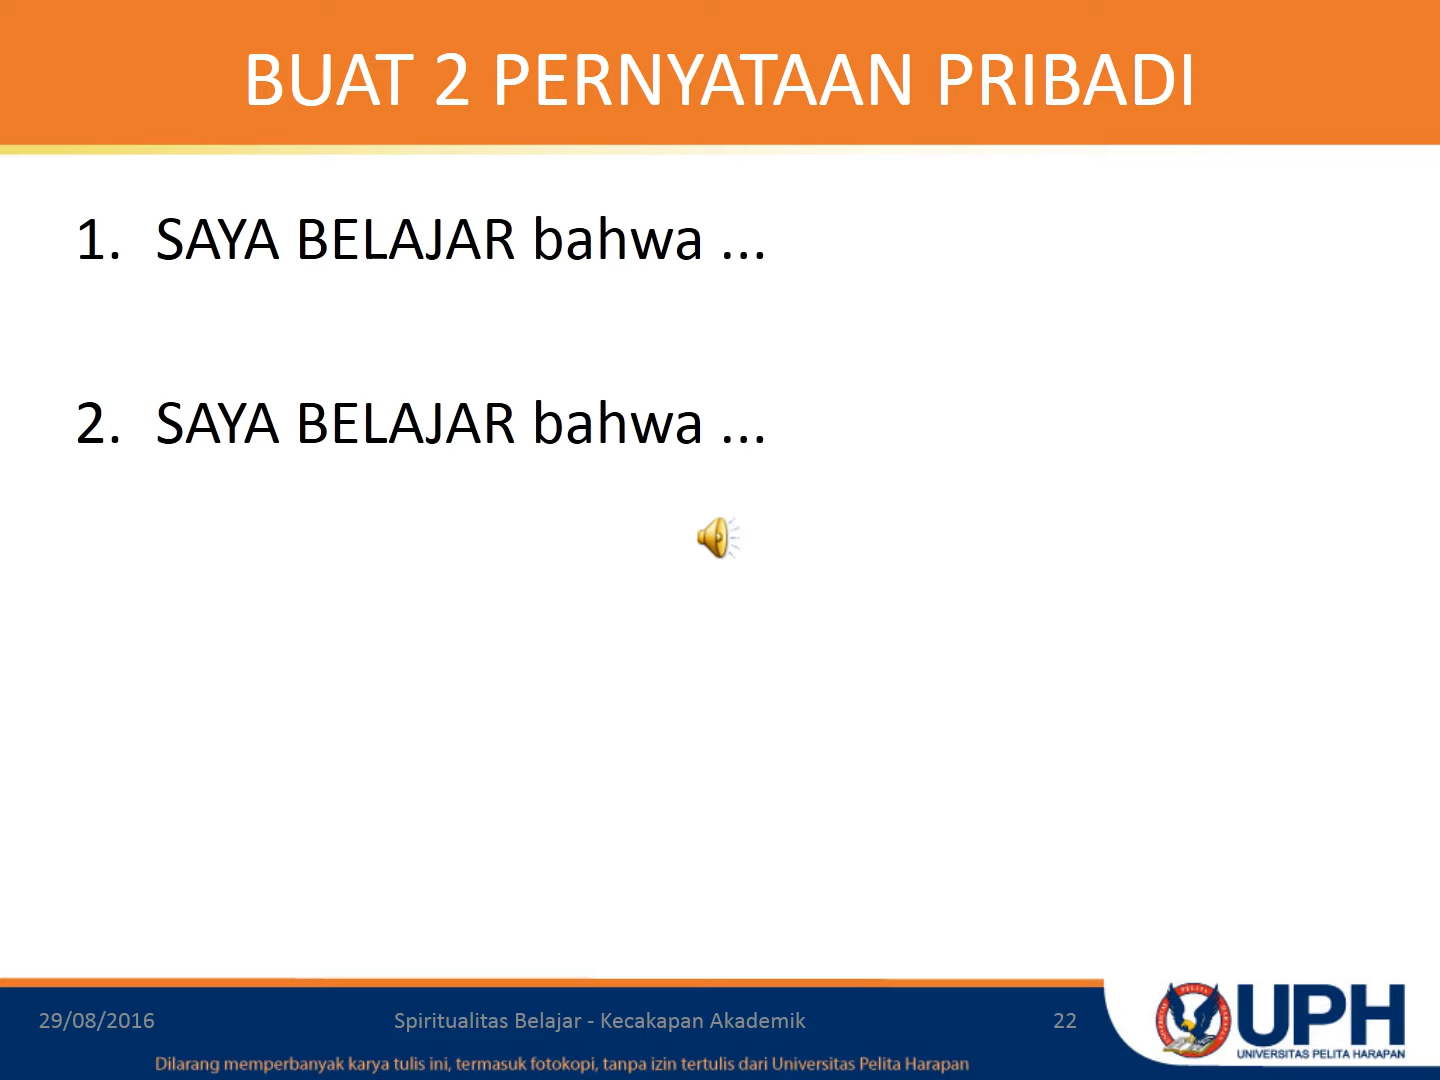 BUAT 2 PERNYATAAN PRIBADI
1. SAYA BELAJAR bahwa ...
2. SAYA BELAJAR bahwa ...
29/08/2016
Spiritualitas Belajar - Kecakapan Akademik
22
Dilarang memperbanyak karya tulis ini, termasuk fotokopi, tanpa izin tertulis dari Universitas Pelita Harapan
UPH
UNIVERSITAS PELITA HARAPAN